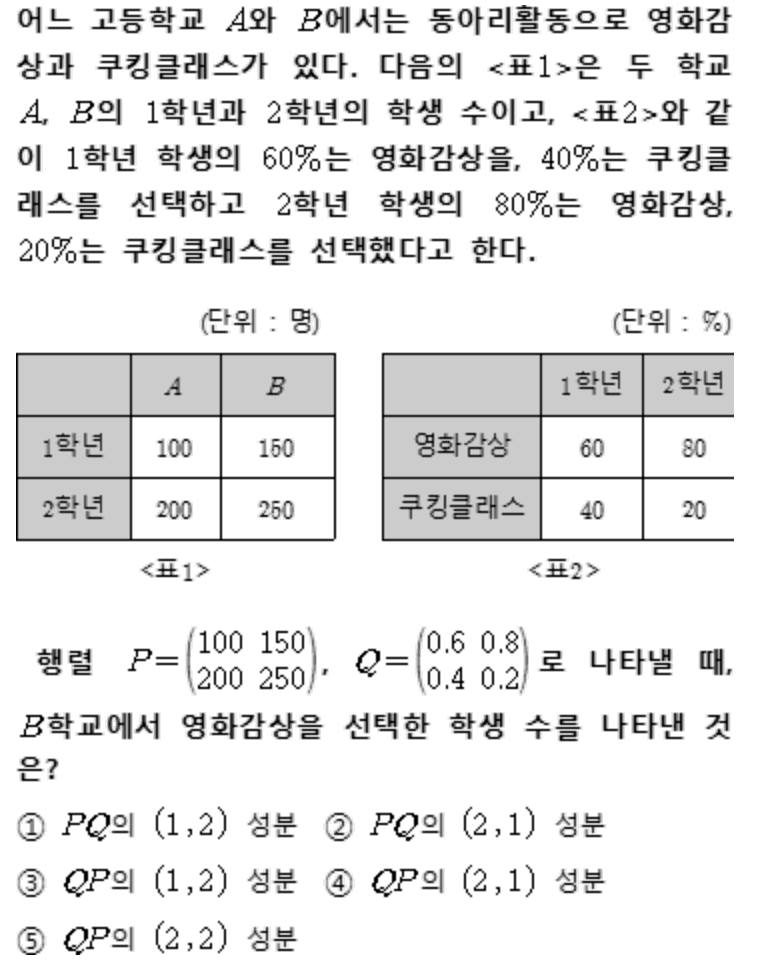 어느 고등학교 A와 B에서는 동아리활동으로 영화감
상과 쿠킹클래스가 있다. 다음의 <표1>은 두 학교
A, B의 1학년과 2학년의 학생 수이고, <표2>와 같
이 1학년 학생의 60%는 영화감상을, 40%는 쿠킹클
래스를 선택하고 2학년 학생의 80%는 영화감상,
20%는 쿠킹클래스를 선택했다고 한다.
(단위 : 명) (단위 : %)
A B 1학년 2학년
1학년 100 150 영화감상 60 80
2학년 200 250 쿠킹클래스 40 20
<표1> <표2>
행렬 P=(100 150
200 250), Q=(0.6 0.8
0.4 0.2)로 나타낼 때,
B학교에서 영화감상을 선택한 학생 수를 나타낸 것
은?
① PQ의 (1,2) 성분 ② PQ의 (2,1) 성분
③ QP의 (1,2) 성분 ④ QP의 (2,1) 성분
⑤ QP의 (2,2) 성분